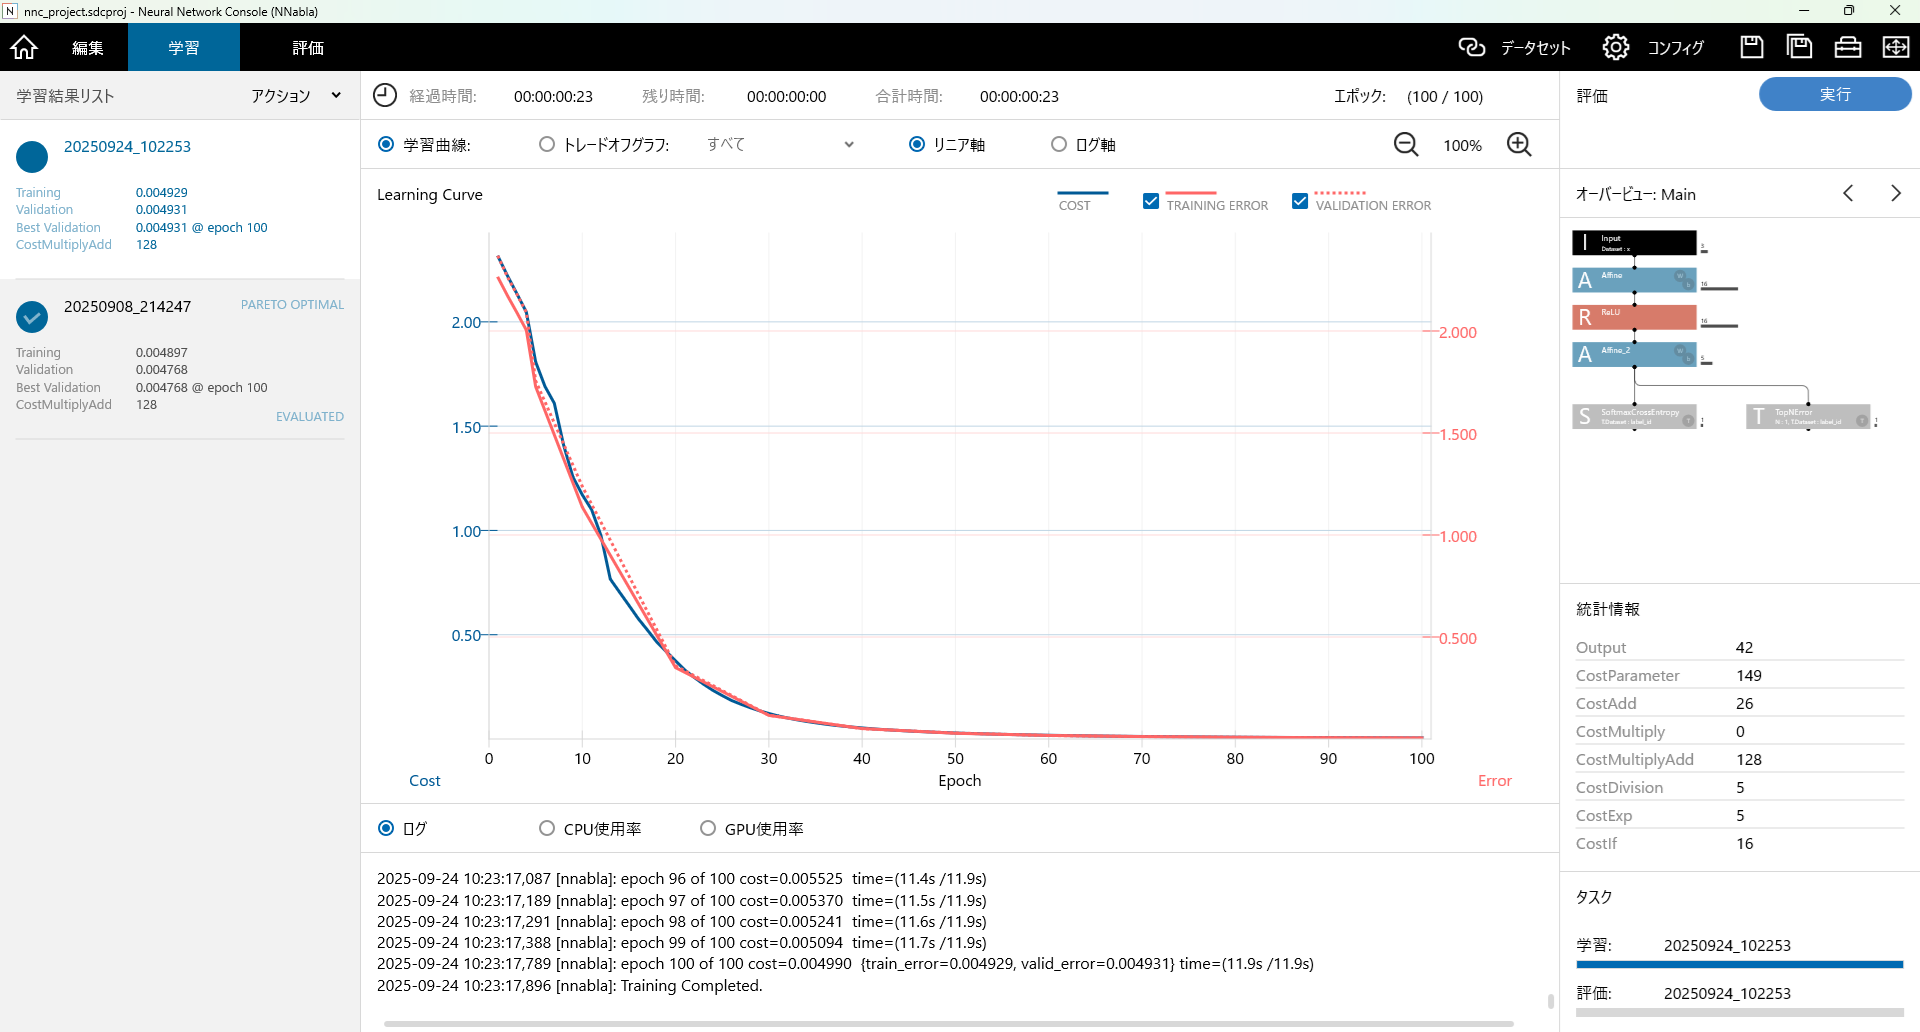 N nnc_project.sdcproj - Neural Network Console (NNabla)
編集 学習 評価 データセット コンフィグ
学習結果リスト アクション
20250924_102253
Training 0.004929
Validation 0.004931
Best Validation 0.004931 @ epoch 100
CostMultiplyAdd 128
20250908_214247 PARETO OPTIMAL
Training 0.004897
Validation 0.004768
Best Validation 0.004768 @ epoch 100
CostMultiplyAdd 128
EVALUATED
経過時間: 00:00:00:23 残り時間: 00:00:00:00 合計時間: 00:00:00:23 エポック: (100 / 100)
学習曲線: トレードオフグラフ: すべて リニア軸 ログ軸 100%
Learning Curve
COST TRAINING ERROR VALIDATION ERROR
2.00 2.000
1.50 1.500
1.00 1.000
0.50 0.500
0 10 20 30 40 50 60 70 80 90 100
Cost Epoch Error
ログ CPU使用率 GPU使用率
2025-09-24 10:23:17,087 [nnabla]: epoch 96 of 100 cost=0.005525 time=(11.4s /11.9s)
2025-09-24 10:23:17,189 [nnabla]: epoch 97 of 100 cost=0.005370 time=(11.5s /11.9s)
2025-09-24 10:23:17,291 [nnabla]: epoch 98 of 100 cost=0.005241 time=(11.6s /11.9s)
2025-09-24 10:23:17,388 [nnabla]: epoch 99 of 100 cost=0.005094 time=(11.7s /11.9s)
2025-09-24 10:23:17,789 [nnabla]: epoch 100 of 100 cost=0.004990 {train_error=0.004929, valid_error=0.004931} time=(11.9s /11.9s)
2025-09-24 10:23:17,896 [nnabla]: Training Completed.
評価 実行
オーバービュー: Main
I Input
Dataset : x
3
A Affine W b
16
R ReLU
16
A Affine_2 W b
5
S SoftmaxCrossEntropy
T.Dataset : label_id T
1
T TopNError
N : 1, T.Dataset : label_id T
1
統計情報
Output 42
CostParameter 149
CostAdd 26
CostMultiply 0
CostMultiplyAdd 128
CostDivision 5
CostExp 5
CostIf 16
タスク
学習: 20250924_102253
評価: 20250924_102253